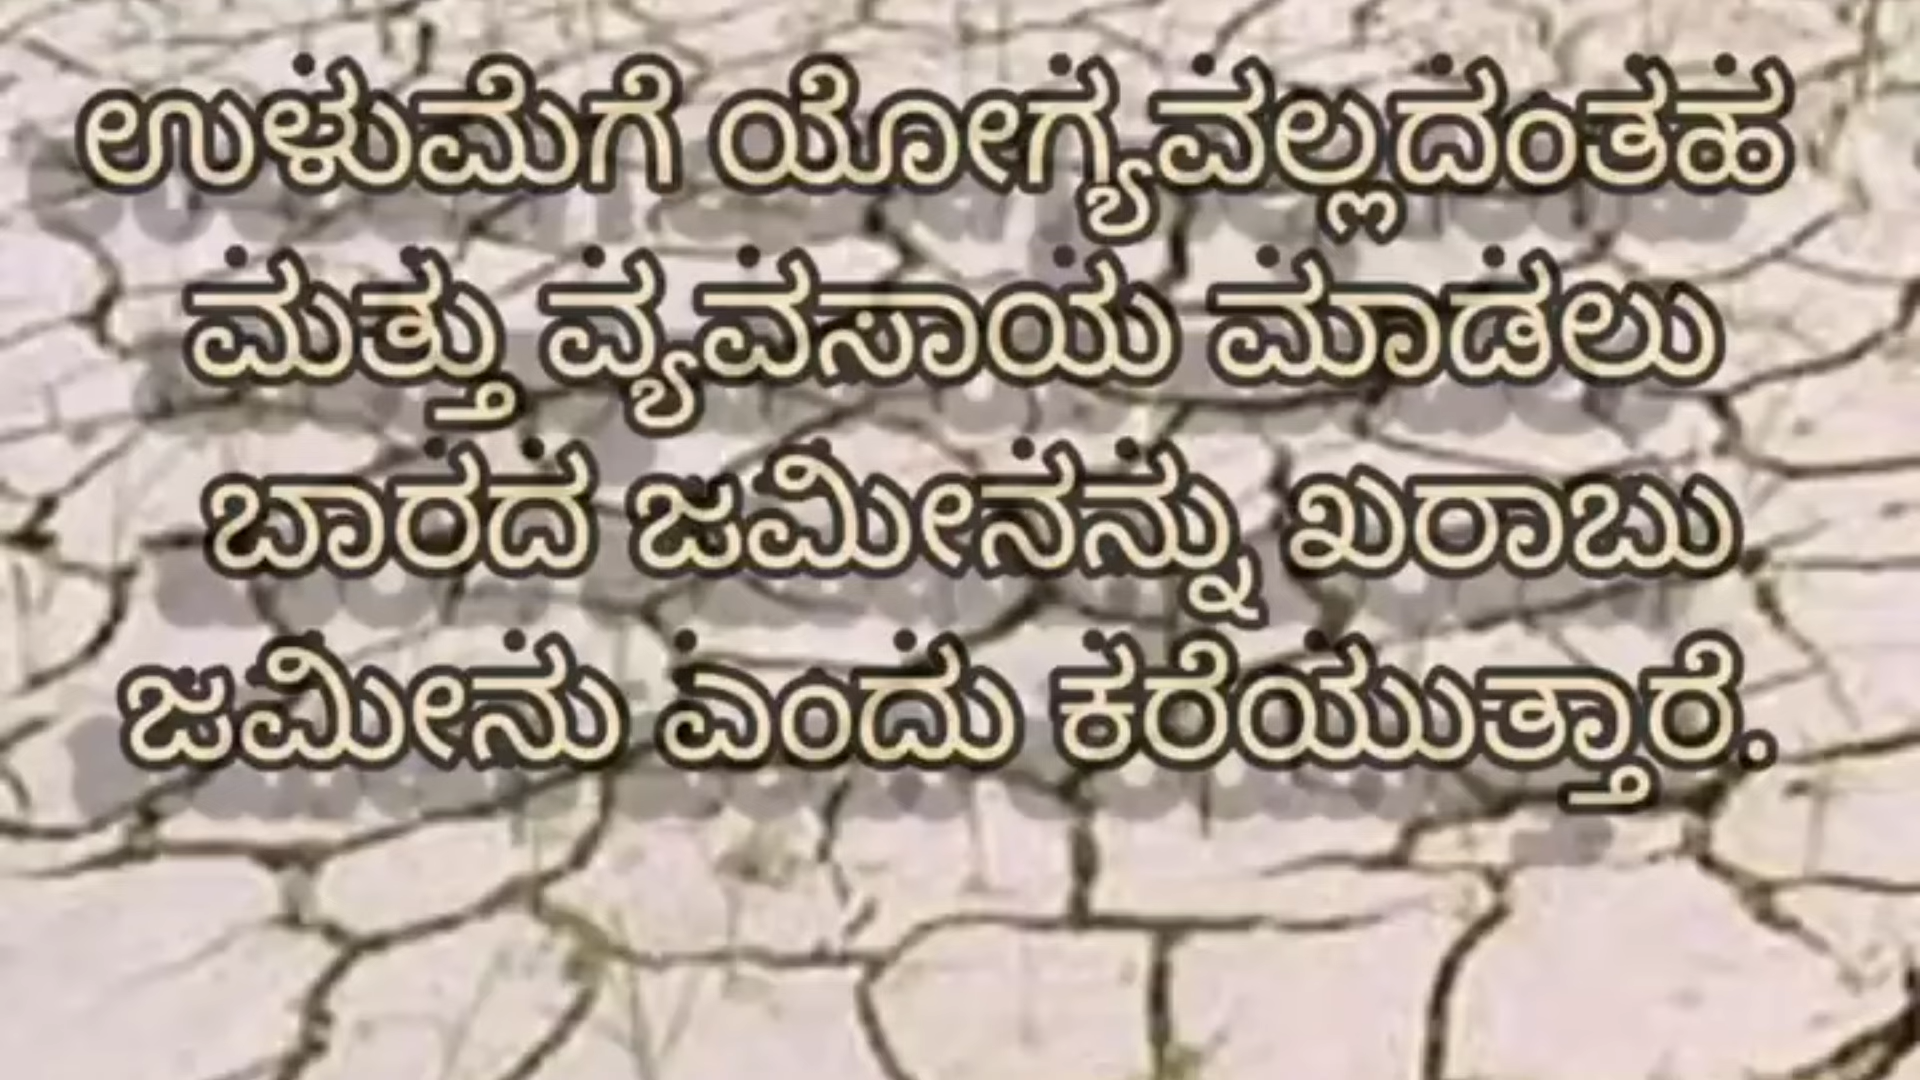 ಉಳುಮೆಗೆ ಯೋಗ್ಯವಲ್ಲದಂತಹ
ಮತ್ತು ವ್ಯವಸಾಯ ಮಾಡಲು
ಬಾರದ ಜಮೀನನ್ನು ಖರಾಬು
ಜಮೀನು ಎಂದು ಕರೆಯುತ್ತಾರೆ.